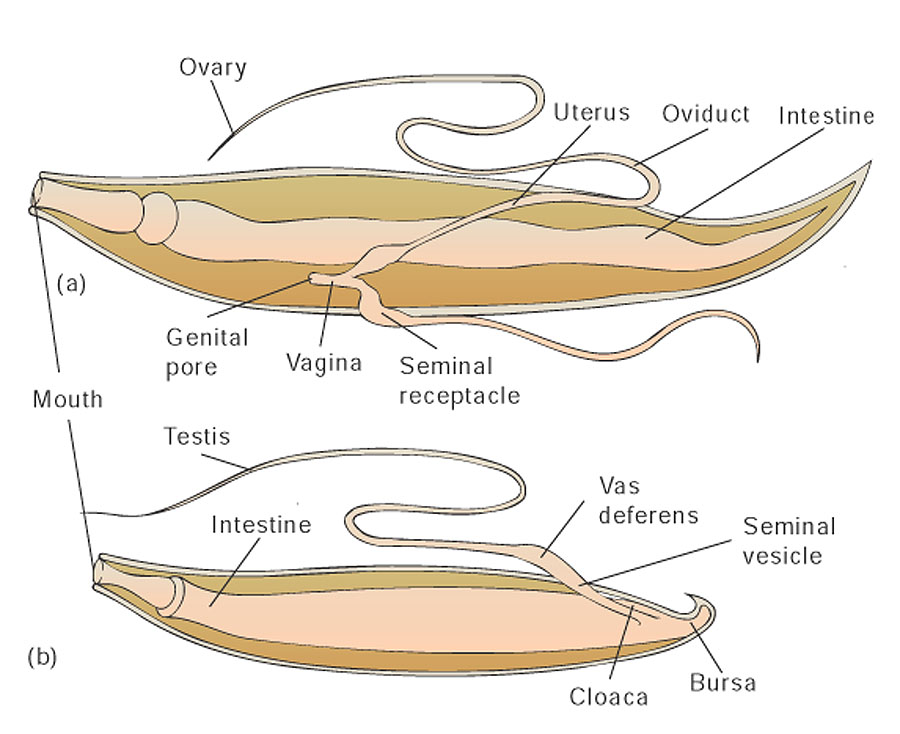 Ovary
Uterus
Oviduct
Intestine
(a)
Genital
pore
Vagina
Seminal
receptacle
Mouth
Testis
Intestine
Vas
deferens
Seminal
vesicle
(b)
Cloaca
Bursa